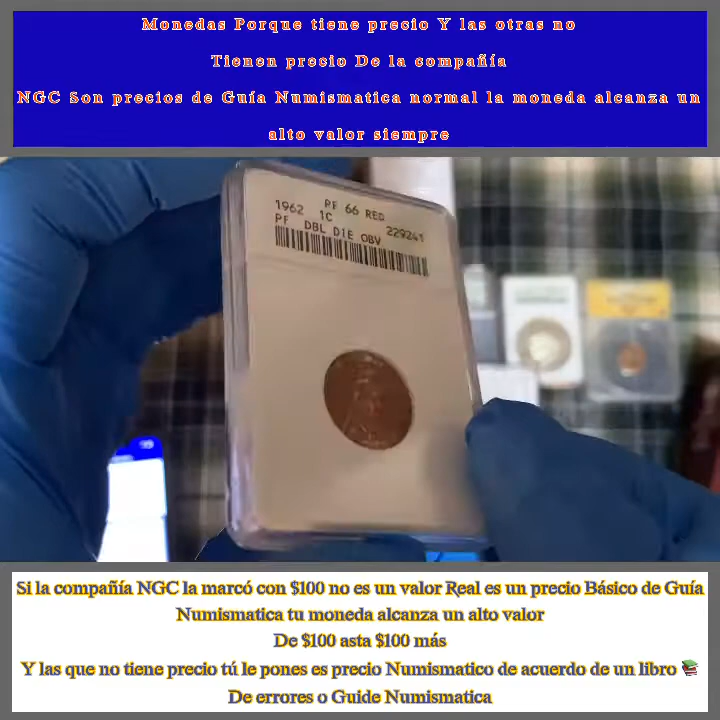 Monedas Porque tiene precio Y las otras no
Tienen precio De la compañía
NGC Son precios de Guía Numismatica normal la moneda alcanza un
alto valor siempre
PF 66 RED
1962 1C
PF DBL DIE OBV 229241
Si la compañía NGC la marcó con $100 no es un valor Real es un precio Básico de Guía
Numismatica tu moneda alcanza un alto valor
De $100 asta $100 más
Y las que no tiene precio tú le pones es precio Numismatico de acuerdo de un libro 📚
De errores o Guide Numismatica